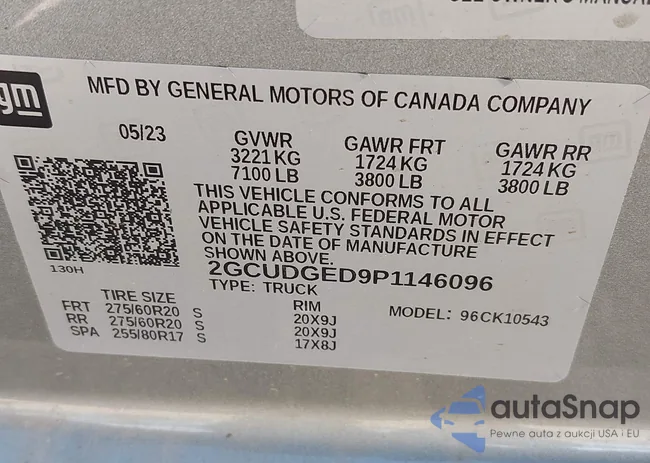 SEE OWNER'S MANUAL
gm
MFD BY GENERAL MOTORS OF CANADA COMPANY
05/23 GVWR GAWR FRT GAWR RR
3221 KG 1724 KG 1724 KG
7100 LB 3800 LB 3800 LB
THIS VEHICLE CONFORMS TO ALL
APPLICABLE U.S. FEDERAL MOTOR
VEHICLE SAFETY STANDARDS IN EFFECT
ON THE DATE OF MANUFACTURE
SHOWN ABOVE.
130H
2GCUDGED9P1146096
TYPE: TRUCK
TIRE SIZE RIM MODEL: 96CK10543
FRT 275/60R20 S 20X9J
RR 275/60R20 S 20X9J
SPA 255/80R17 S 17X8J
autaSnap
Pewne auta z aukcji USA i EU